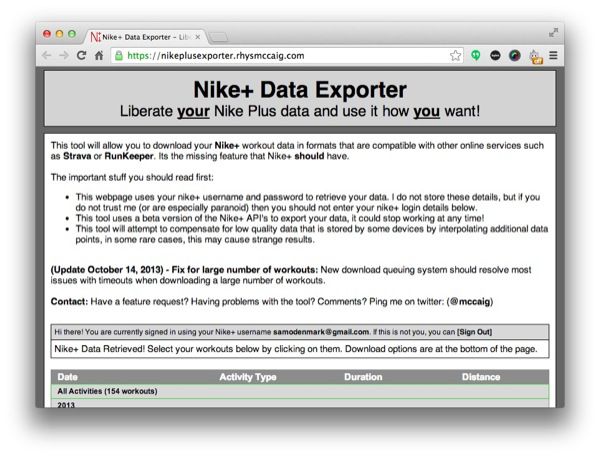 Nike+ Data Exporter – Lib
https://nikeplusexporter.rhysmccaig.com
Nike+ Data Exporter
Liberate your Nike Plus data and use it how you want!
This tool will allow you to download your Nike+ workout data in formats that are compatible with other online services such
as Strava or RunKeeper. Its the missing feature that Nike+ should have.
The important stuff you should read first:
• This webpage uses your nike+ username and password to retrieve your data. I do not store these details, but if you
do not trust me (or are especially paranoid) then you should not enter your nike+ login details below.
• This tool uses a beta version of the Nike+ API's to export your data, it could stop working at any time!
• This tool will attempt to compensate for low quality data that is stored by some devices by interpolating additional data
points, in some rare cases, this may cause strange results.
(Update October 14, 2013) - Fix for large number of workouts: New download queuing system should resolve most
issues with timeouts when downloading a large number of workouts.
Contact: Have a feature request? Having problems with the tool? Comments? Ping me on twitter: (@mccaig)
Hi there! You are currently signed in using your Nike+ username samodenmark@gmail.com. If this is not you, you can [Sign Out]
Nike+ Data Retrieved! Select your workouts below by clicking on them. Download options are at the bottom of the page.
Date Activity Type Duration Distance
All Activities (154 workouts)
2013